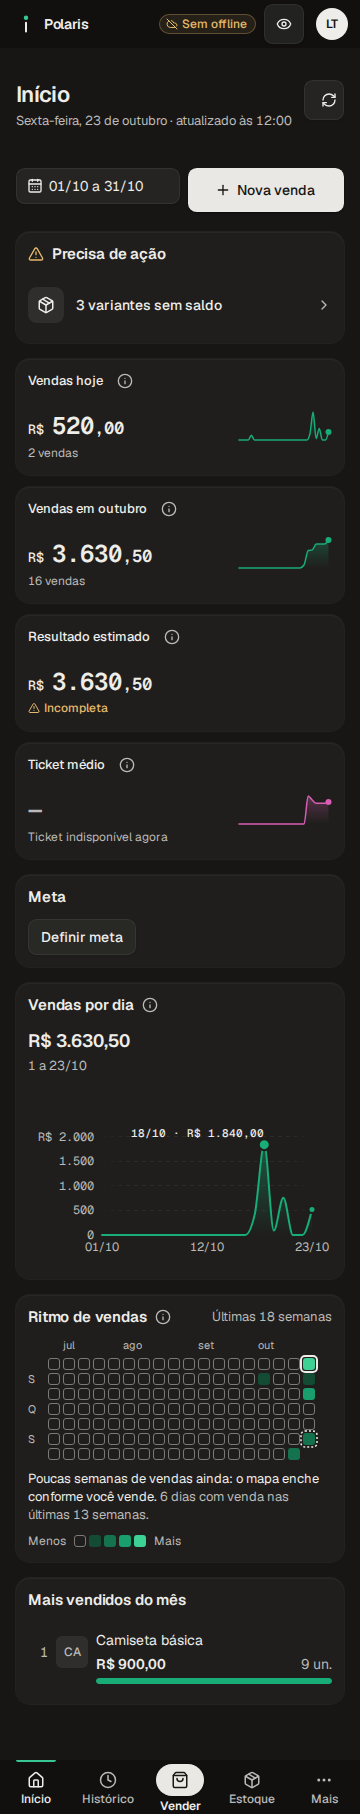 Polaris
Sem offline
LT
Início
Sexta-feira, 23 de outubro · atualizado às 12:00
01/10 a 31/10
Nova venda
Precisa de ação
3 variantes sem saldo
Vendas hoje
R$ 520,00
2 vendas
Vendas em outubro
R$ 3.630,50
16 vendas
Resultado estimado
R$ 3.630,50
Incompleta
Ticket médio
—
Ticket indisponível agora
Meta
Definir meta
Vendas por dia
R$ 3.630,50
1 a 23/10
18/10 · R$ 1.840,00
R$ 2.000
1.500
1.000
500
0
01/10 12/10 23/10
Ritmo de vendas
Últimas 18 semanas
jul ago set out
S
Q
S
Poucas semanas de vendas ainda: o mapa enche
conforme você vende. 6 dias com venda nas
últimas 13 semanas.
Menos Mais
Mais vendidos do mês
1 CA Camiseta básica
R$ 900,00 9 un.
Início Histórico Vender Estoque Mais